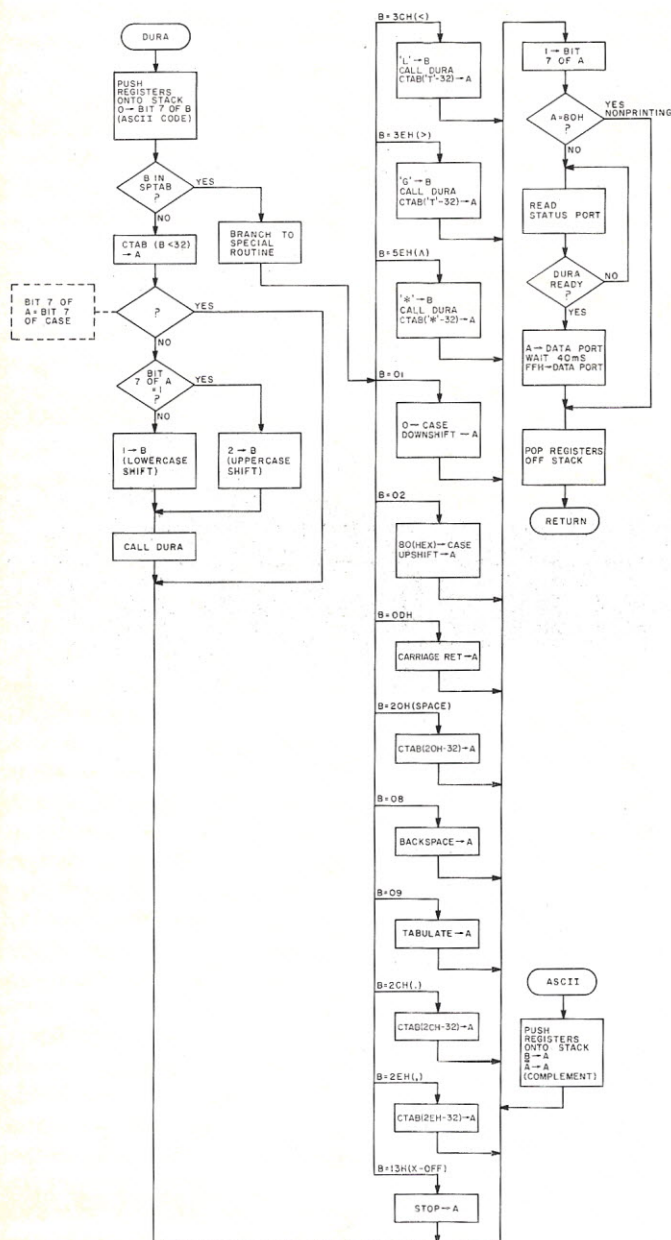 DURA
PUSH
REGISTERS
ONTO STACK
0→BIT 7 OF B
(ASCII CODE)
B IN
SPTAB
?
YES
NO
BRANCH TO
SPECIAL
ROUTINE
CTAB (B<32)
→A
BIT 7 OF
A=BIT 7
OF CASE
?
YES
NO
BIT
7 OF A
=1
?
YES
NO
1→B
(LOWERCASE
SHIFT)
2→B
(UPPERCASE
SHIFT)
CALL DURA
B=3CH(<)
'L'→B
CALL DURA
CTAB('T'-32)→A
B=3EH(>)
'G'→B
CALL DURA
CTAB('T'-32)→A
B=5EH(∧)
'*'→B
CALL DURA
CTAB('*'-32)→A
B=01
0→CASE
DOWNSHIFT→A
B=02
80(HEX)→CASE
UPSHIFT→A
B=0DH
CARRIAGE RET→A
B=20H(SPACE)
CTAB(20H-32)→A
B=08
BACKSPACE→A
B=09
TABULATE→A
B=2CH(.)
CTAB(2CH-32)→A
B=2EH(,)
CTAB(2EH-32)→A
B=13H(X-OFF)
STOP→A
1→BIT
7 OF A
A=80H
?
YES
NONPRINTING
NO
READ
STATUS PORT
DURA
READY
?
NO
YES
A→DATA PORT
WAIT 40mS
FFH→DATA PORT
POP REGISTERS
OFF STACK
RETURN
ASCII
PUSH
REGISTERS
ONTO STACK
B→A
A̅→A
(COMPLEMENT)